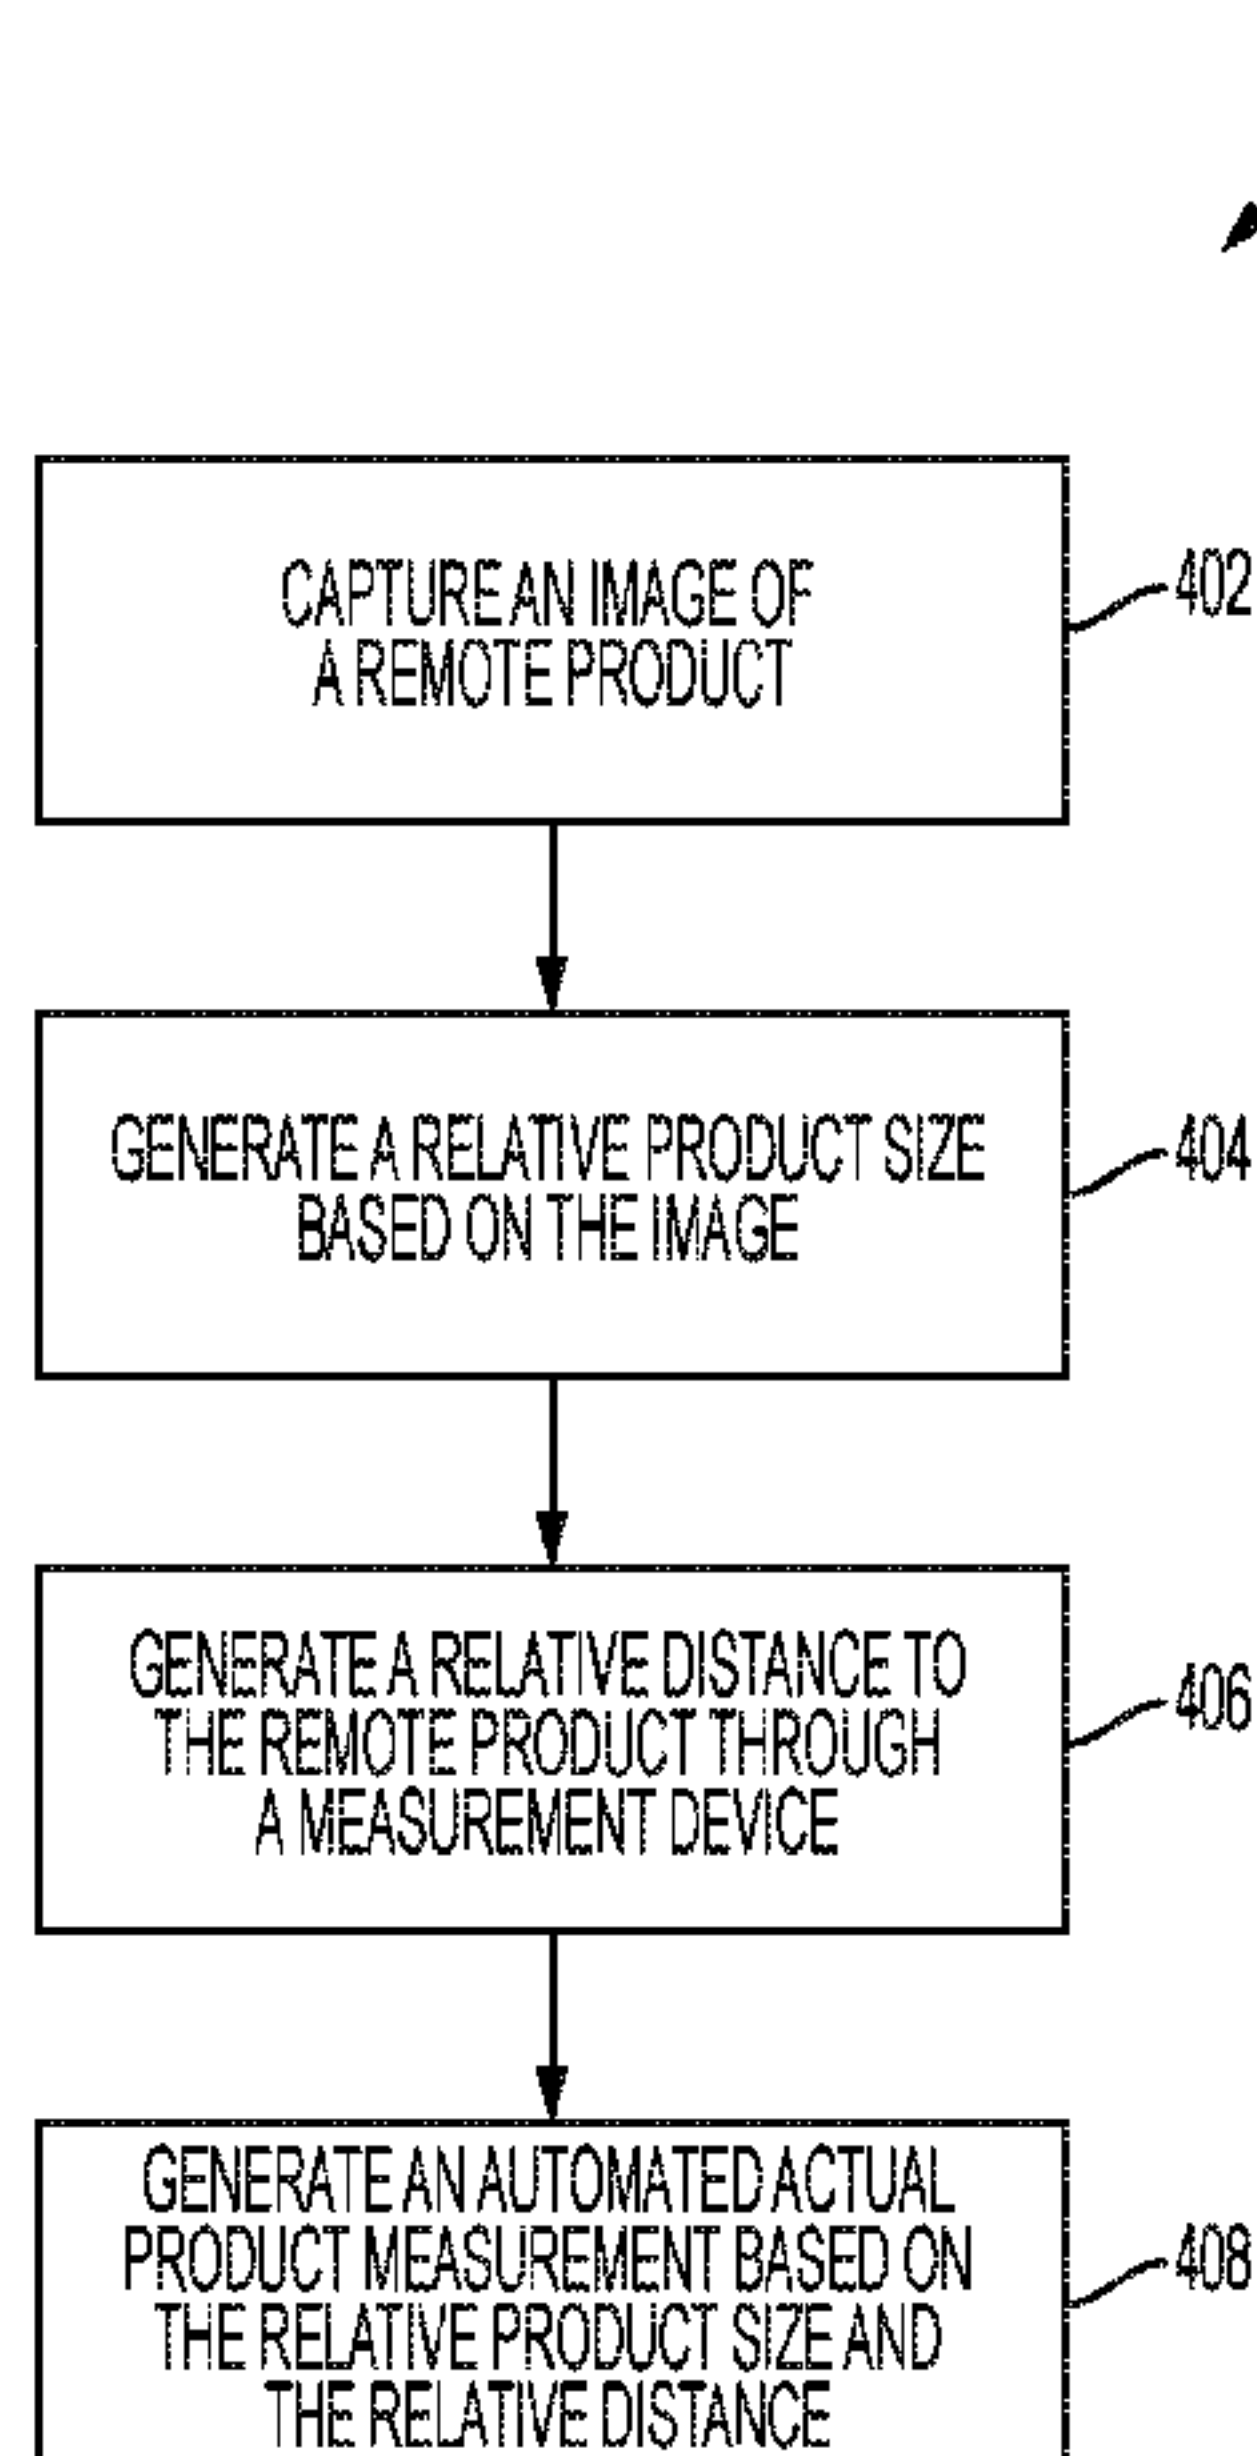 CAPTURE AN IMAGE OF
A REMOTE PRODUCT
402
GENERATE A RELATIVE PRODUCT SIZE
BASED ON THE IMAGE
404
GENERATE A RELATIVE DISTANCE TO
THE REMOTE PRODUCT THROUGH
A MEASUREMENT DEVICE
406
GENERATE AN AUTOMATED ACTUAL
PRODUCT MEASUREMENT BASED ON
THE RELATIVE PRODUCT SIZE AND
THE RELATIVE DISTANCE
408